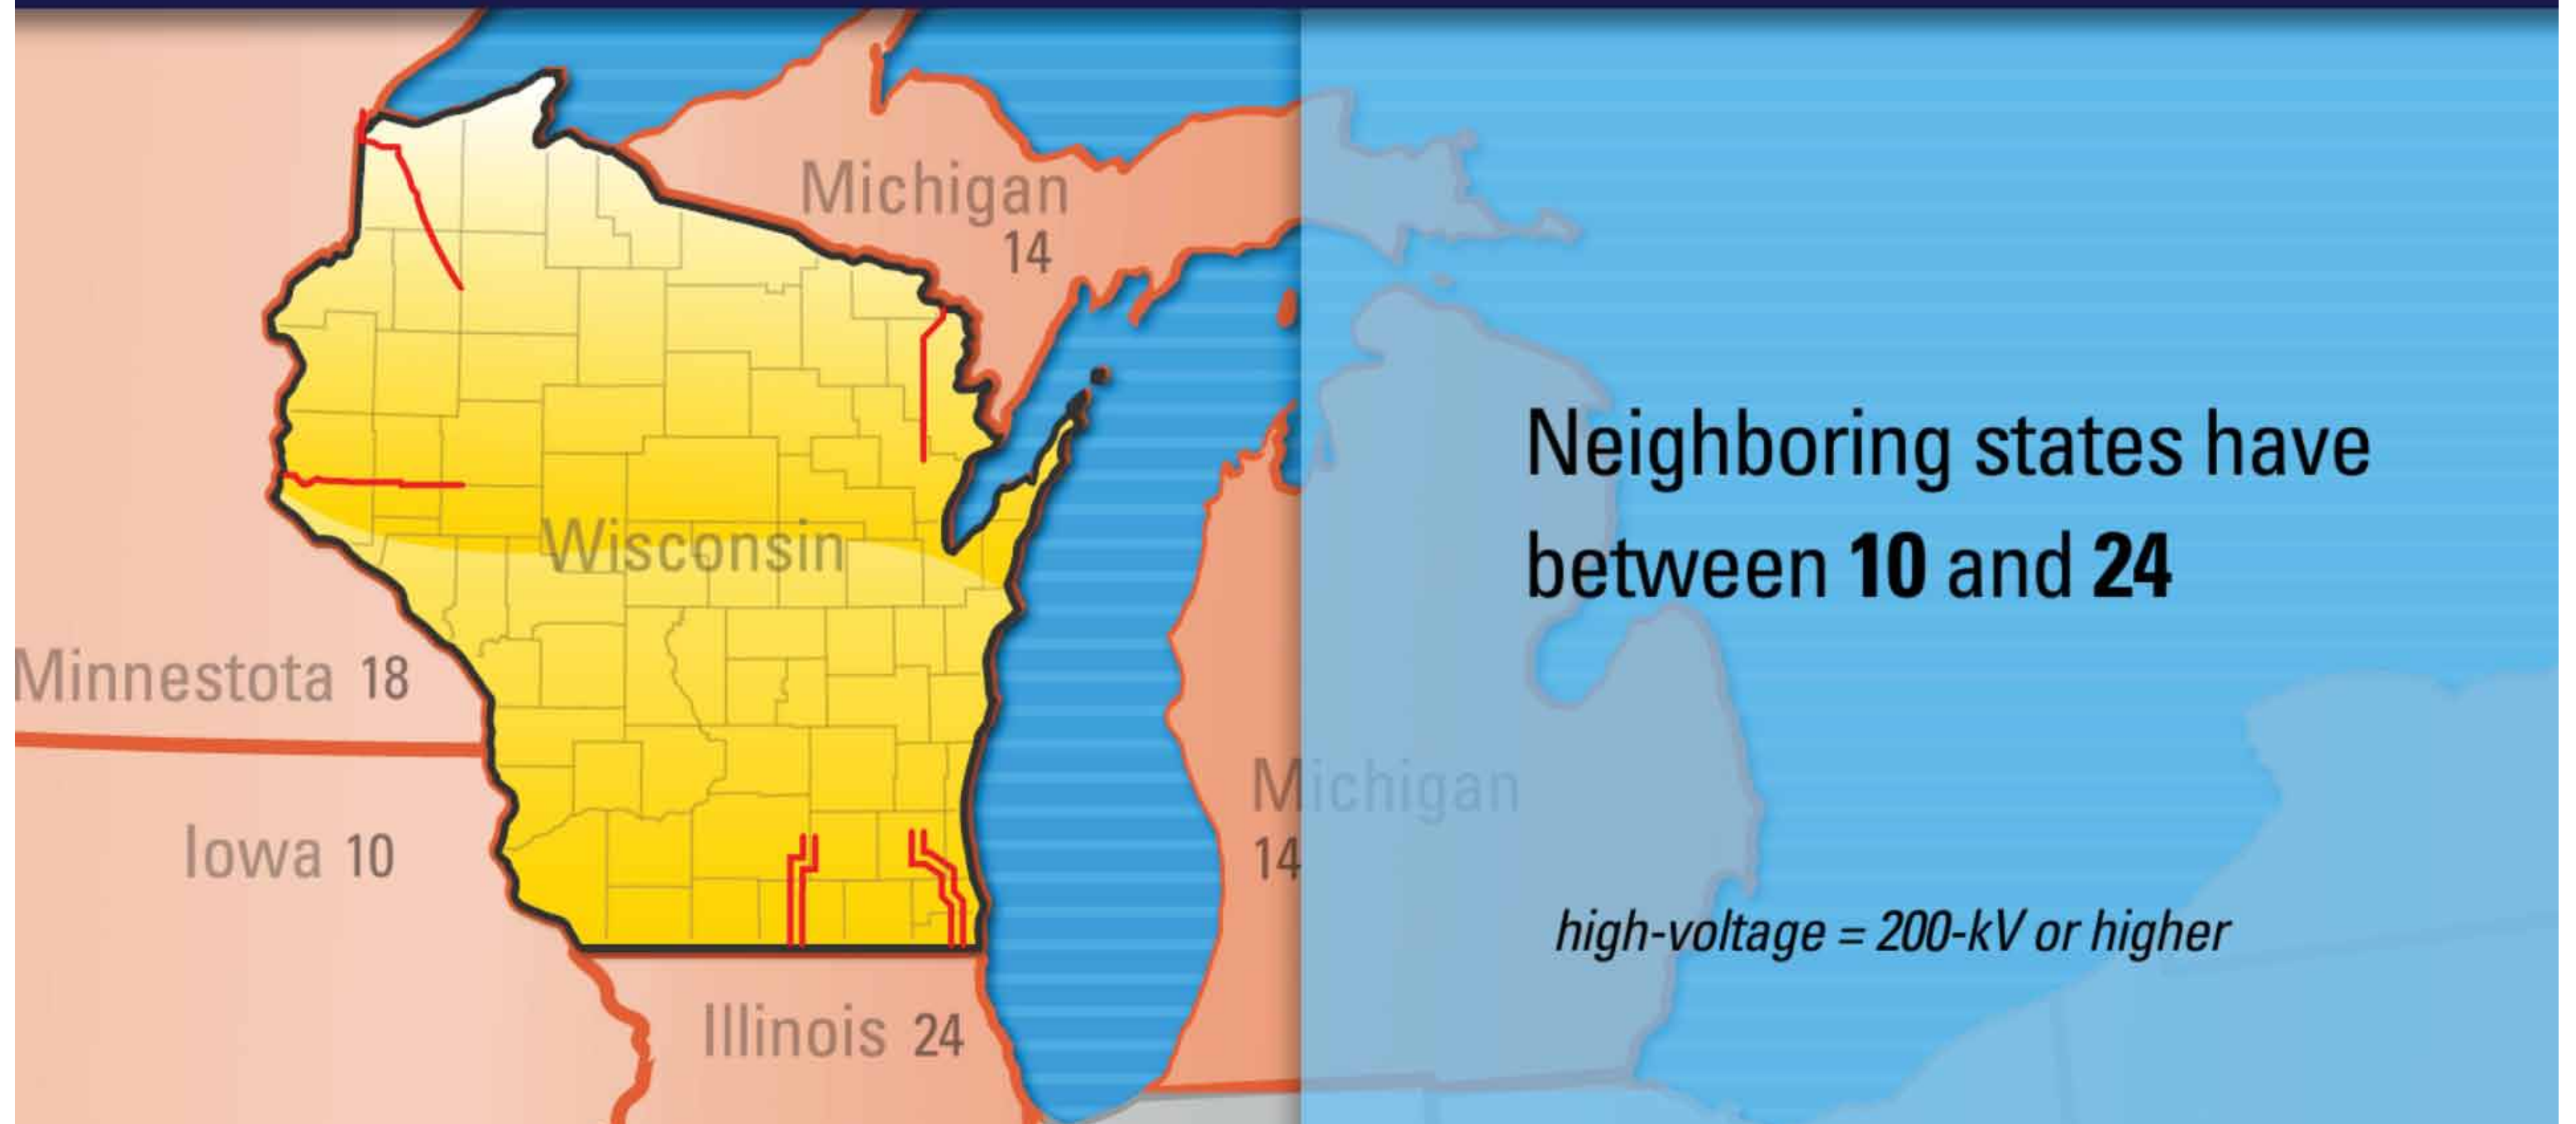 Michigan
14
Wisconsin
Minnestota 18
Iowa 10
Illinois 24
Michigan
14
Neighboring states have
between 10 and 24
high-voltage = 200-kV or higher